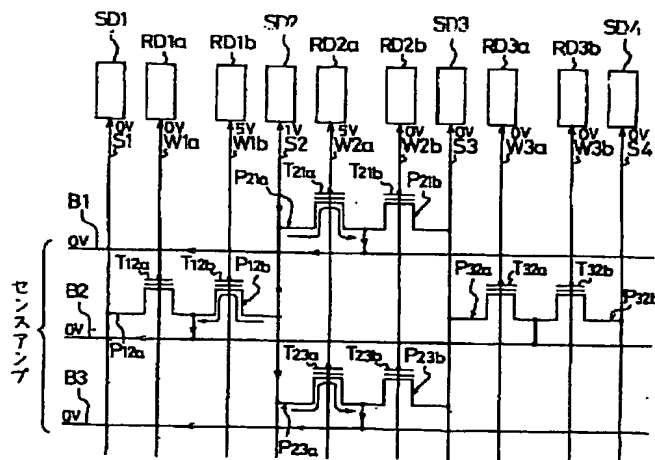 SD1 RD1a RD1b SD2 RD2a RD2b SD3 RD3a RD3b SD4
0V 0V 5V 1V 5V 0V 0V 0V 0V 0V
S1 W1a W1b S2 W2a W2b S3 W3a W3b S4
P21a T21a T21b P21b
B1
0V
T12a T12b P12b P32a T32a T32b
B2
0V
P12a P32b
T23a T23b P23b
B3
0V
P23a
センスアンプ